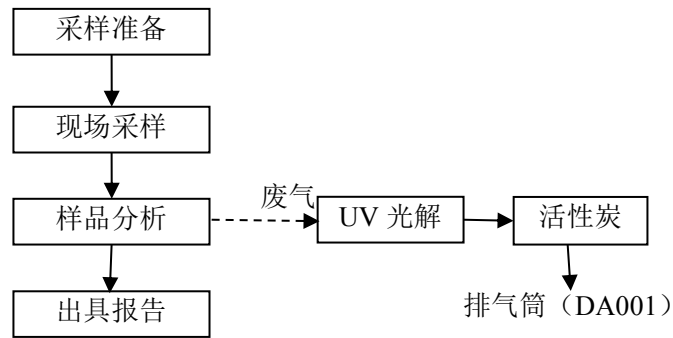 采样准备
现场采样
废气
样品分析
UV 光解
活性炭
出具报告
排气筒（DA001）